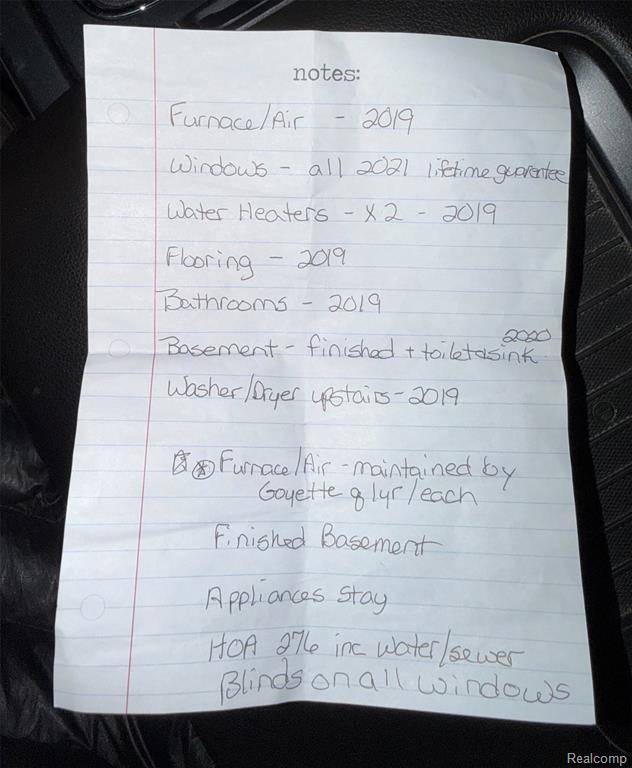 notes:
Furnace/Air - 2019
Windows - all 2021 lifetime guarentee
Water Heaters - x2 - 2019
Flooring - 2019
Bathrooms - 2019
2020
Basement - finished + toilet & sink
Washer/Dryer upstairs - 2019
Furnace/Air - maintained by
Goyette q 1yr/each
Finished Basement
Appliances Stay
HOA 276 inc water/sewer
Blinds on all windows
Realcomp